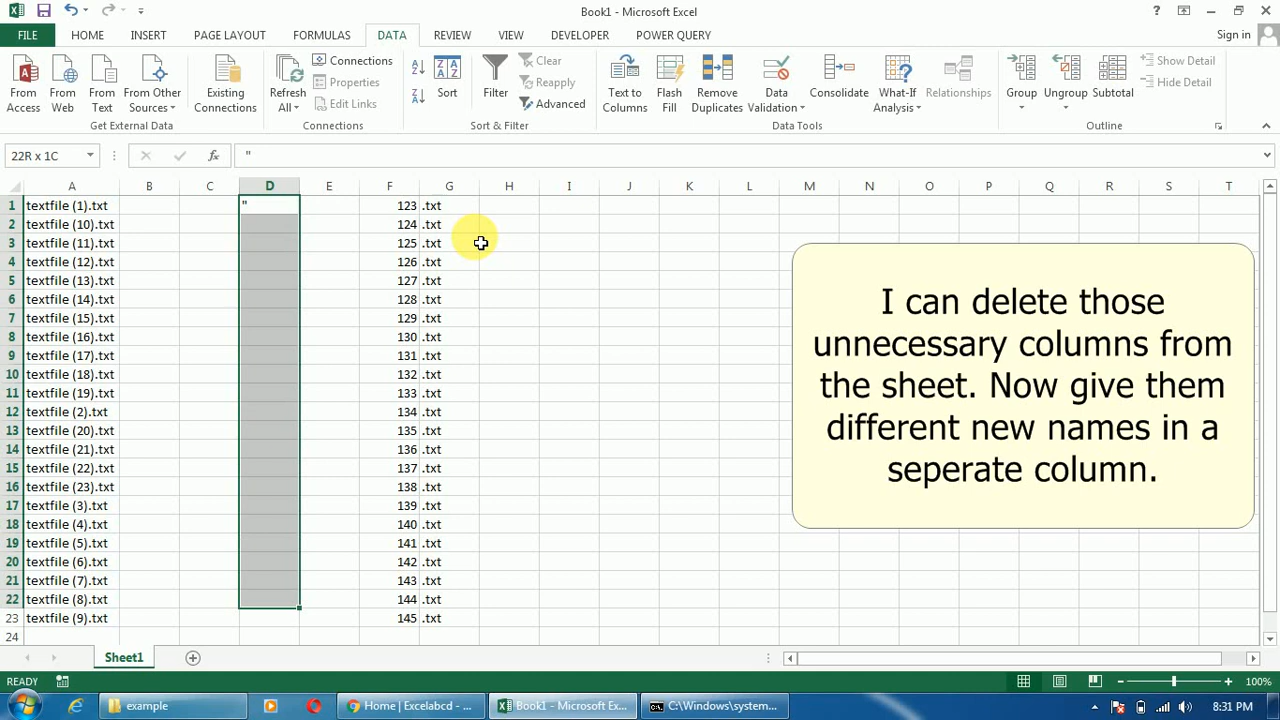 Book1 - Microsoft Excel
?
FILE HOME INSERT PAGE LAYOUT FORMULAS DATA REVIEW VIEW DEVELOPER POWER QUERY Sign in
From Access
From Web
From Text
From Other Sources
Existing Connections
Get External Data
Refresh All
Connections
Properties
Edit Links
Connections
Sort
Filter
Clear
Reapply
Advanced
Sort & Filter
Text to Columns
Flash Fill
Remove Duplicates
Data Validation
Consolidate
What-If Analysis
Relationships
Data Tools
Group
Ungroup
Subtotal
Show Detail
Hide Detail
Outline
22R x 1C fx "
A B C D E F G H I J K L M N O P Q R S T
1 textfile (1).txt " 123 .txt
2 textfile (10).txt 124 .txt
3 textfile (11).txt 125 .txt
4 textfile (12).txt 126 .txt
5 textfile (13).txt 127 .txt
6 textfile (14).txt 128 .txt
7 textfile (15).txt 129 .txt
8 textfile (16).txt 130 .txt
9 textfile (17).txt 131 .txt
10 textfile (18).txt 132 .txt
11 textfile (19).txt 133 .txt
12 textfile (2).txt 134 .txt
13 textfile (20).txt 135 .txt
14 textfile (21).txt 136 .txt
15 textfile (22).txt 137 .txt
16 textfile (23).txt 138 .txt
17 textfile (3).txt 139 .txt
18 textfile (4).txt 140 .txt
19 textfile (5).txt 141 .txt
20 textfile (6).txt 142 .txt
21 textfile (7).txt 143 .txt
22 textfile (8).txt 144 .txt
23 textfile (9).txt 145 .txt
24
I can delete those
unnecessary columns from
the sheet. Now give them
different new names in a
seperate column.
Sheet1
READY 100%
example Home | Excelabcd - ... Book1 - Microsoft Ex... C:\Windows\system... 8:31 PM